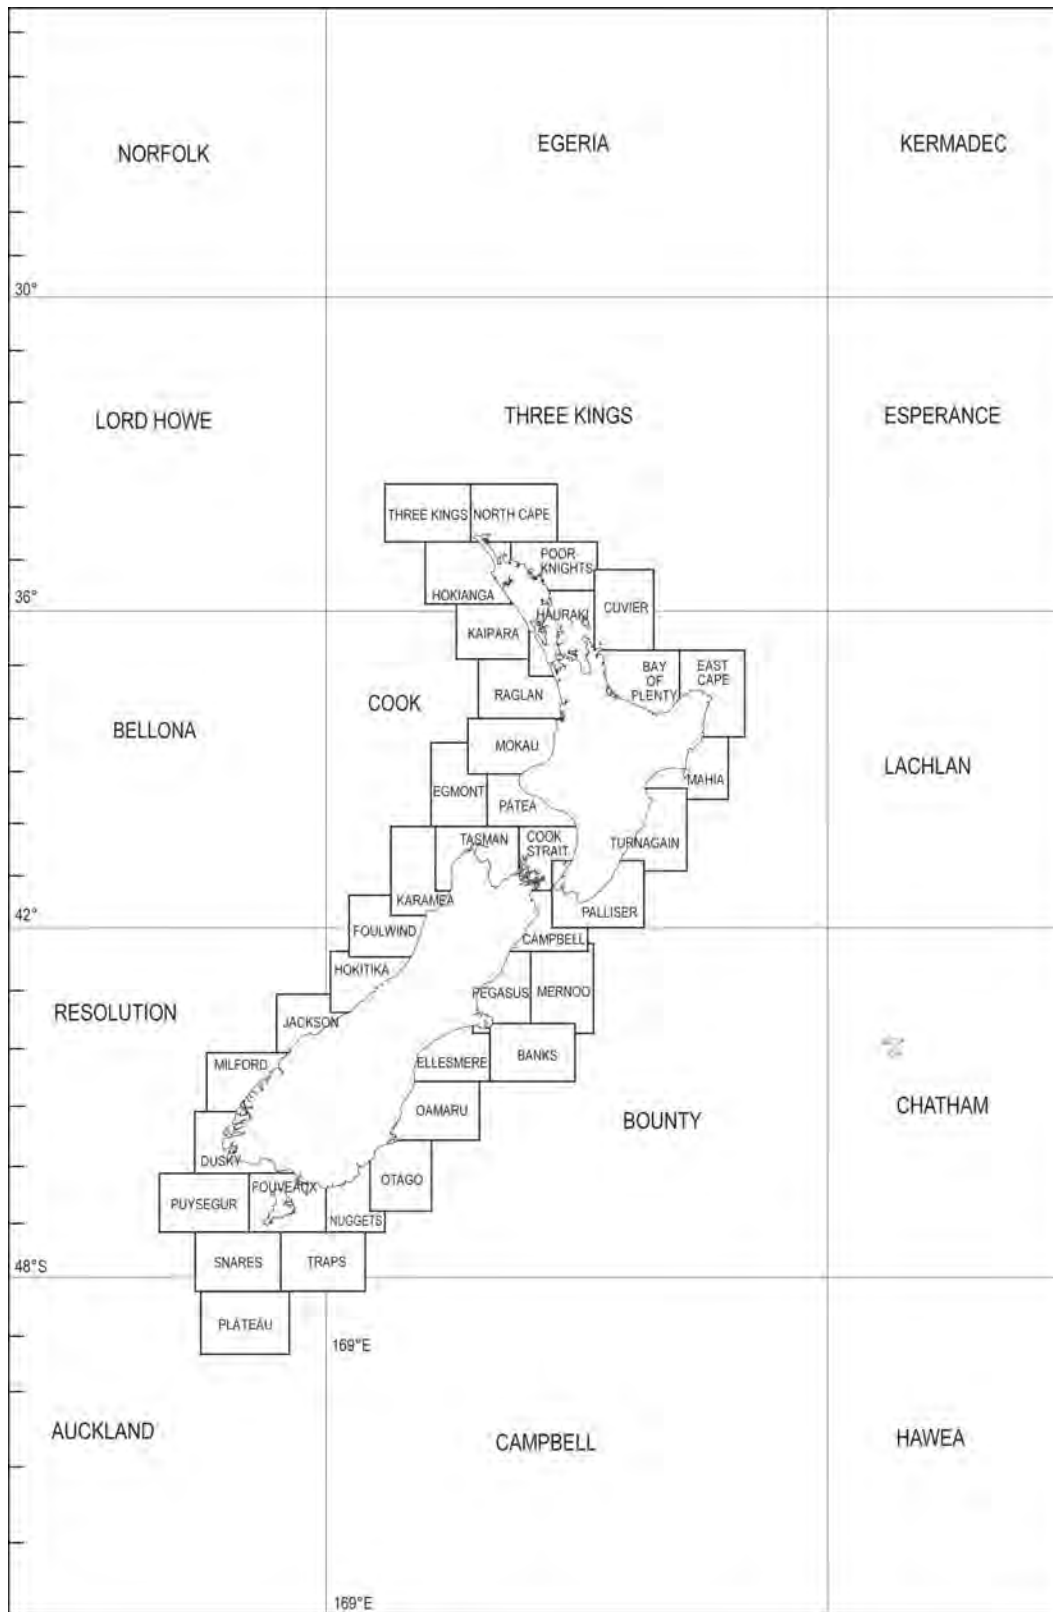 NORFOLK
EGERIA
KERMADEC
30°
LORD HOWE
THREE KINGS
ESPERANCE
THREE KINGS
NORTH CAPE
POOR
KNIGHTS
HOKIANGA
36°
HAURAKI
CUVIER
KAIPARA
BAY
OF
PLENTY
EAST
CAPE
RAGLAN
COOK
BELLONA
MOKAU
LACHLAN
MAHIA
EGMONT
PATEA
TASMAN
COOK
STRAIT
TURNAGAIN
KARAMEA
PALLISER
42°
FOULWIND
CAMPBELL
HOKITIKA
PEGASUS
MERNOO
RESOLUTION
JACKSON
MILFORD
ELLESMERE
BANKS
OAMARU
BOUNTY
CHATHAM
DUSKY
OTAGO
FOUVEAUX
PUYSEGUR
NUGGETS
SNARES
TRAPS
48°S
PLATEAU
169°E
AUCKLAND
CAMPBELL
HAWEA
169°E